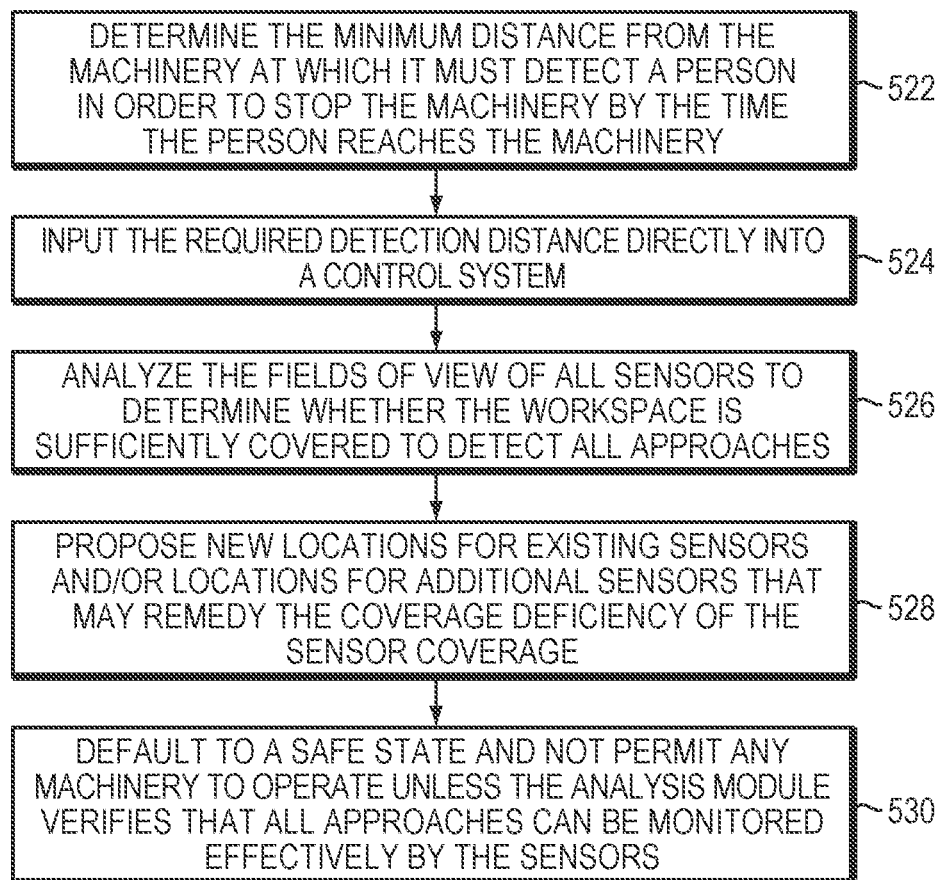 DETERMINE THE MINIMUM DISTANCE FROM THE
MACHINERY AT WHICH IT MUST DETECT A PERSON
IN ORDER TO STOP THE MACHINERY BY THE TIME
THE PERSON REACHES THE MACHINERY
522
INPUT THE REQUIRED DETECTION DISTANCE DIRECTLY INTO
A CONTROL SYSTEM
524
ANALYZE THE FIELDS OF VIEW OF ALL SENSORS TO
DETERMINE WHETHER THE WORKSPACE IS
SUFFICIENTLY COVERED TO DETECT ALL APPROACHES
526
PROPOSE NEW LOCATIONS FOR EXISTING SENSORS
AND/OR LOCATIONS FOR ADDITIONAL SENSORS THAT
MAY REMEDY THE COVERAGE DEFICIENCY OF THE
SENSOR COVERAGE
528
DEFAULT TO A SAFE STATE AND NOT PERMIT ANY
MACHINERY TO OPERATE UNLESS THE ANALYSIS MODULE
VERIFIES THAT ALL APPROACHES CAN BE MONITORED
EFFECTIVELY BY THE SENSORS
530